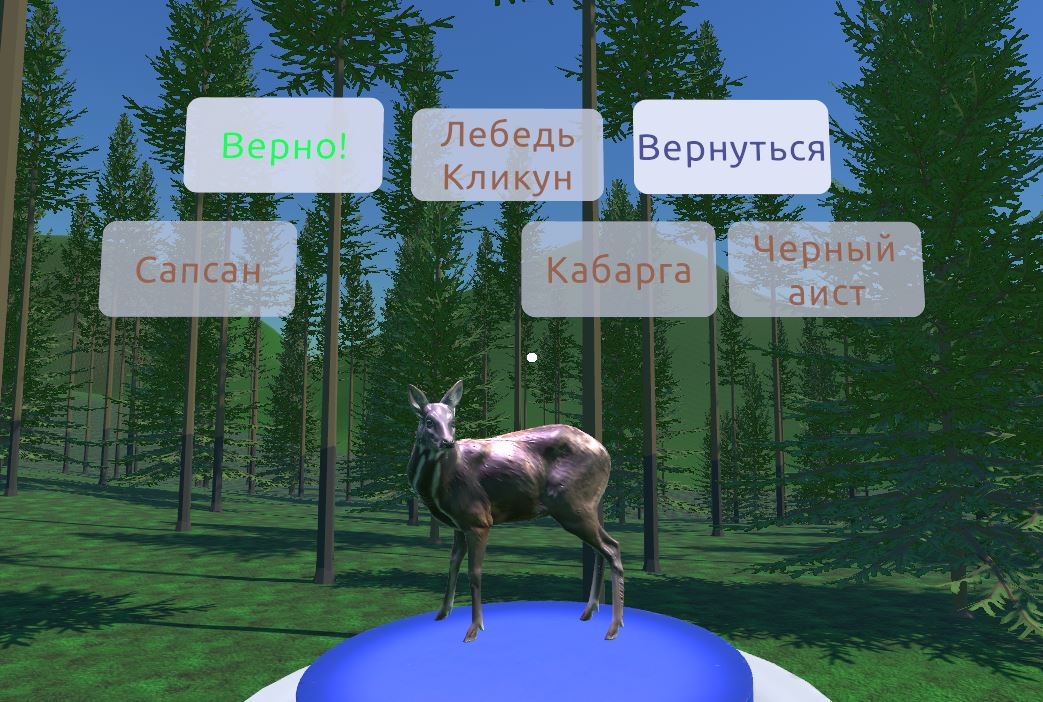 Верно!
Лебедь
Кликун
Вернуться
Сапсан
Кабарга
Черный
аист